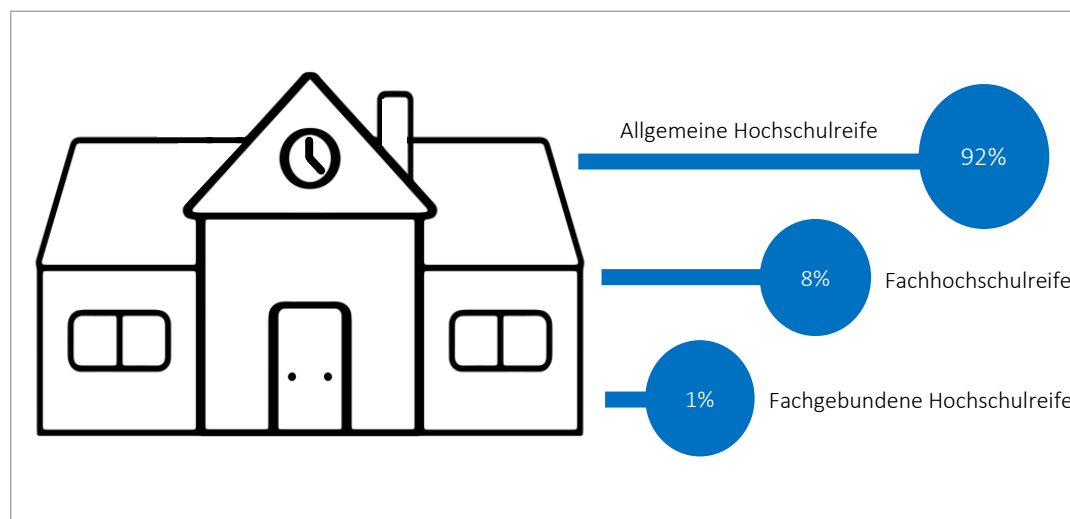 Allgemeine Hochschulreife
92%
8%
Fachhochschulreife
1%
Fachgebundene Hochschulreife